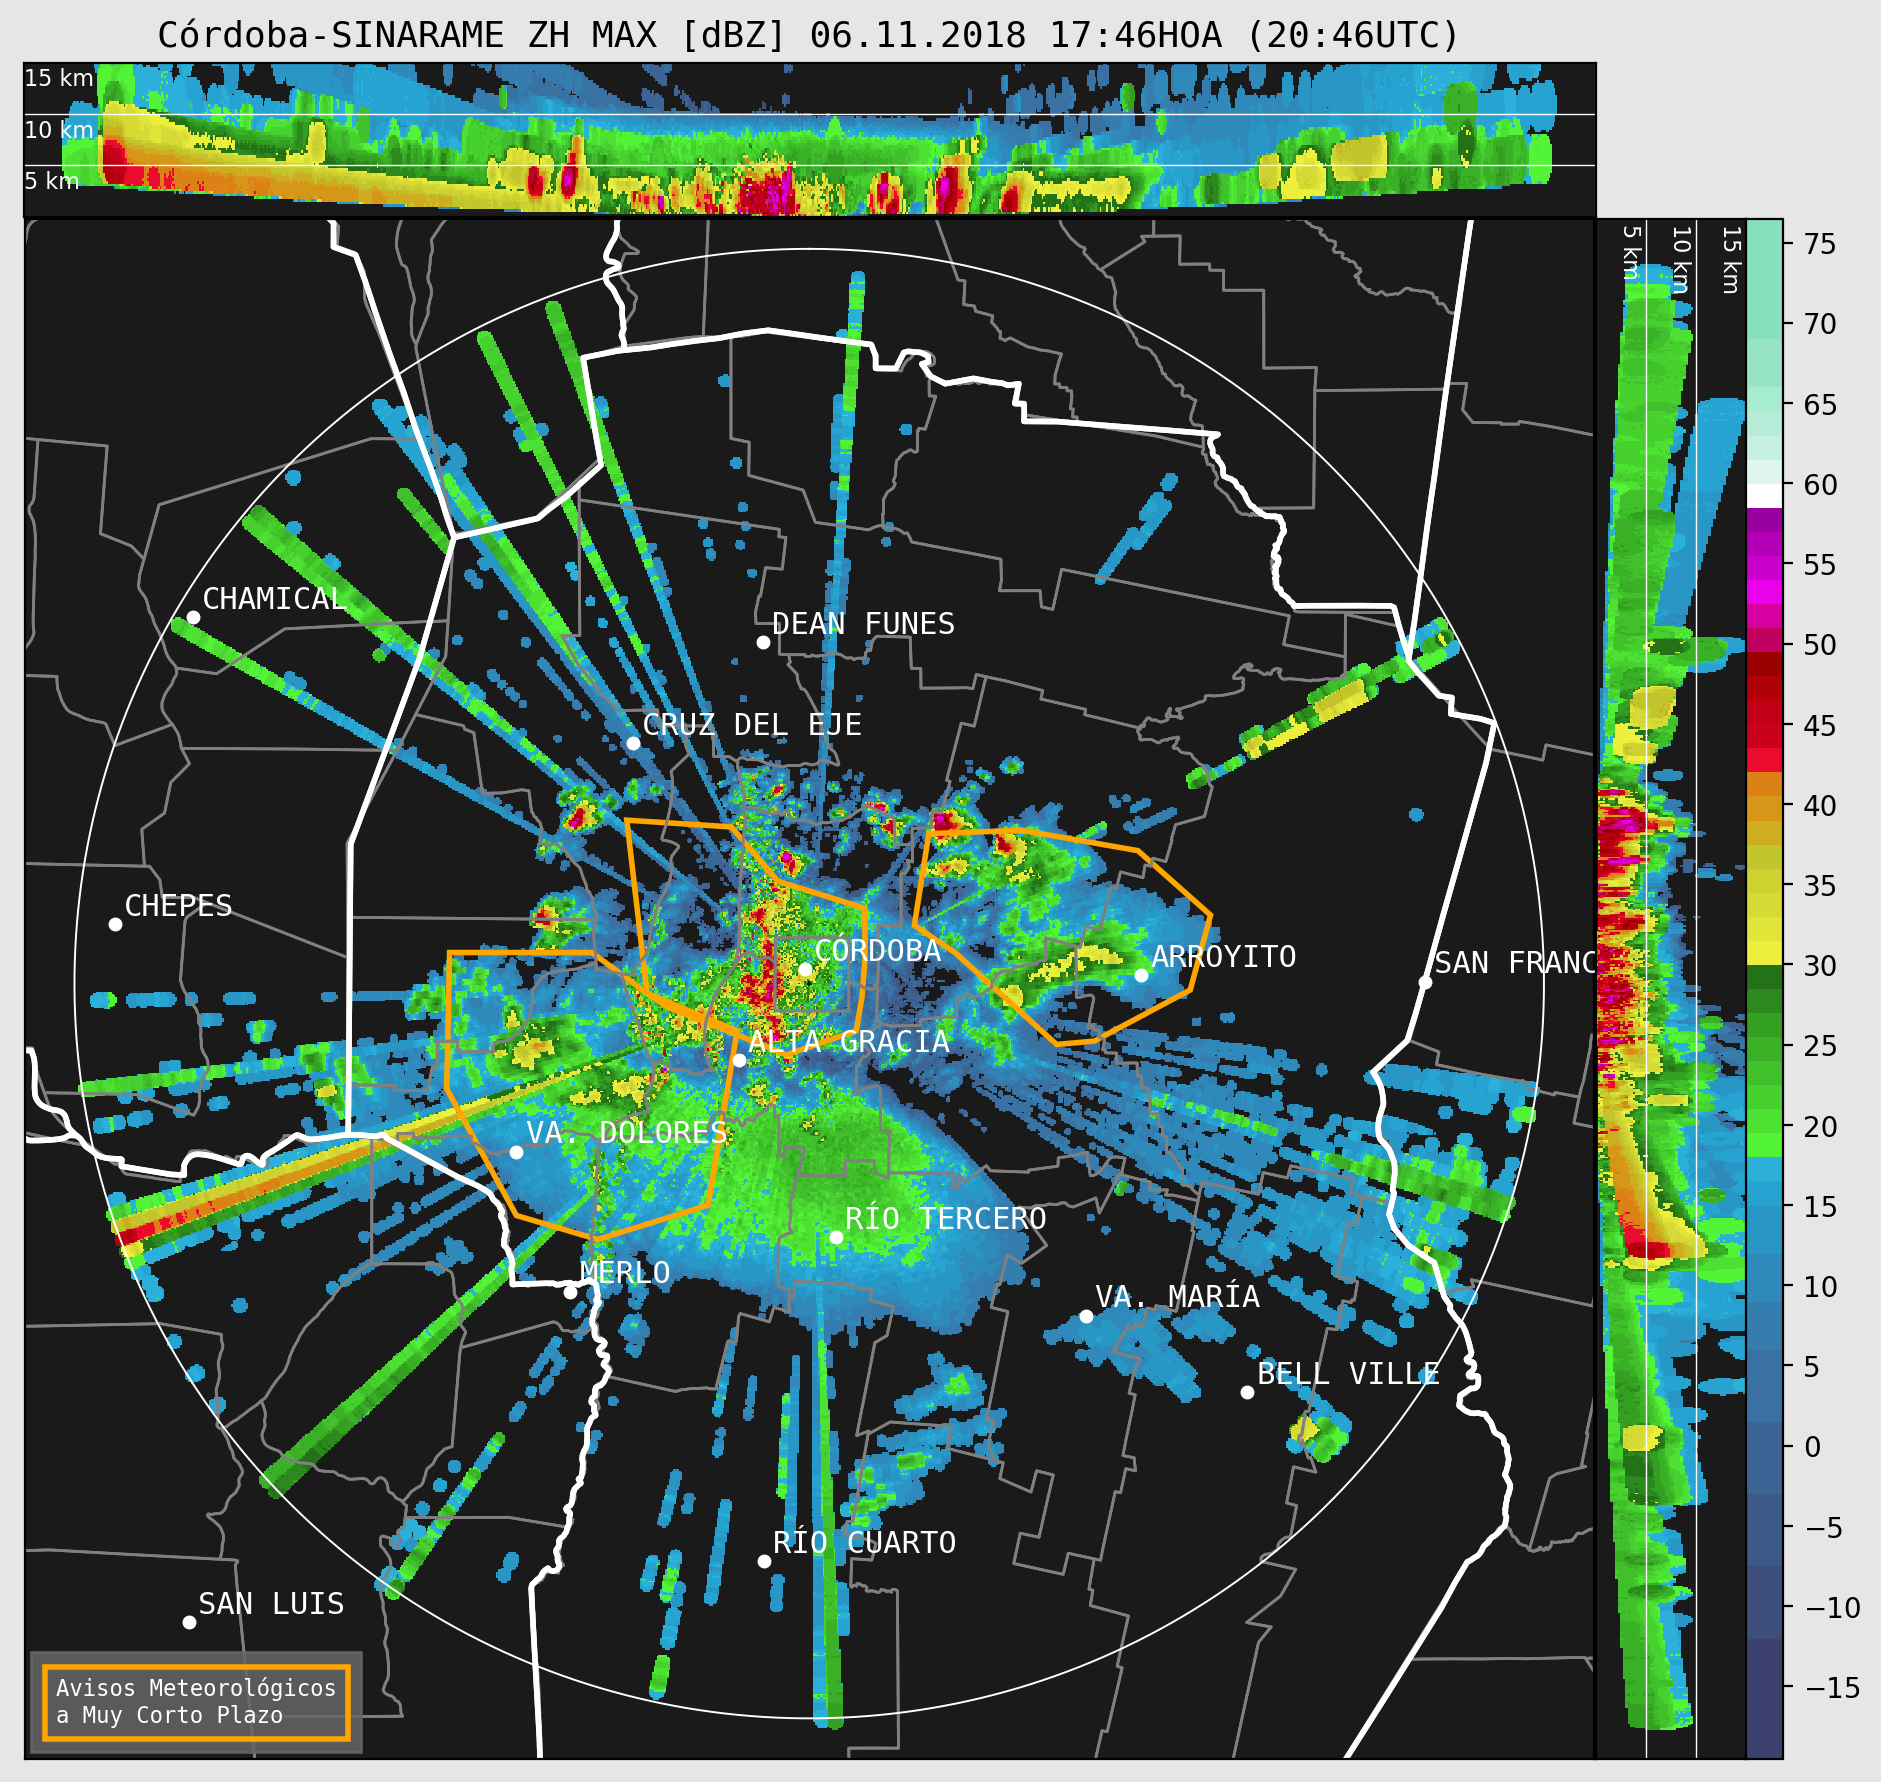 Córdoba-SINARAME ZH MAX [dBZ] 06.11.2018 17:46HOA (20:46UTC)
15 km
10 km
5 km
5 km
10 km
15 km
75
70
65
60
55
50
45
40
35
30
25
20
15
10
5
0
−5
−10
−15
CHAMICAL
DEAN FUNES
CRUZ DEL EJE
CHEPES
CÓRDOBA
ARROYITO
SAN FRANC
ALTA GRACIA
VA. DOLORES
RÍO TERCERO
MERLO
VA. MARÍA
BELL VILLE
RÍO CUARTO
SAN LUIS
Avisos Meteorológicos
a Muy Corto Plazo